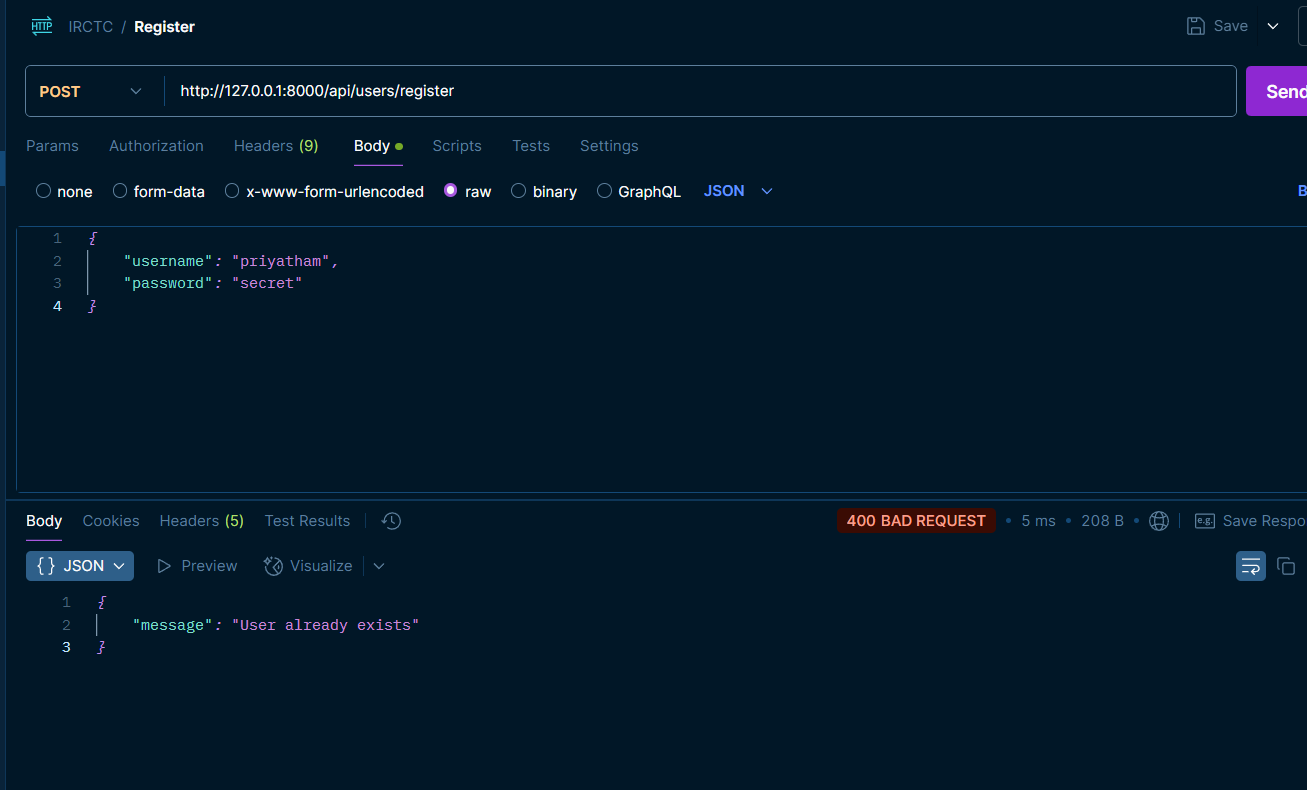 HTTP IRCTC / Register Save
POST http://127.0.0.1:8000/api/users/register Send
Params Authorization Headers (9) Body Scripts Tests Settings
none form-data x-www-form-urlencoded raw binary GraphQL JSON B
1 {
2 "username": "priyatham",
3 "password": "secret"
4 }
Body Cookies Headers (5) Test Results 400 BAD REQUEST • 5 ms • 208 B • e.g. Save Respo
{} JSON Preview Visualize
1 {
2 "message": "User already exists"
3 }